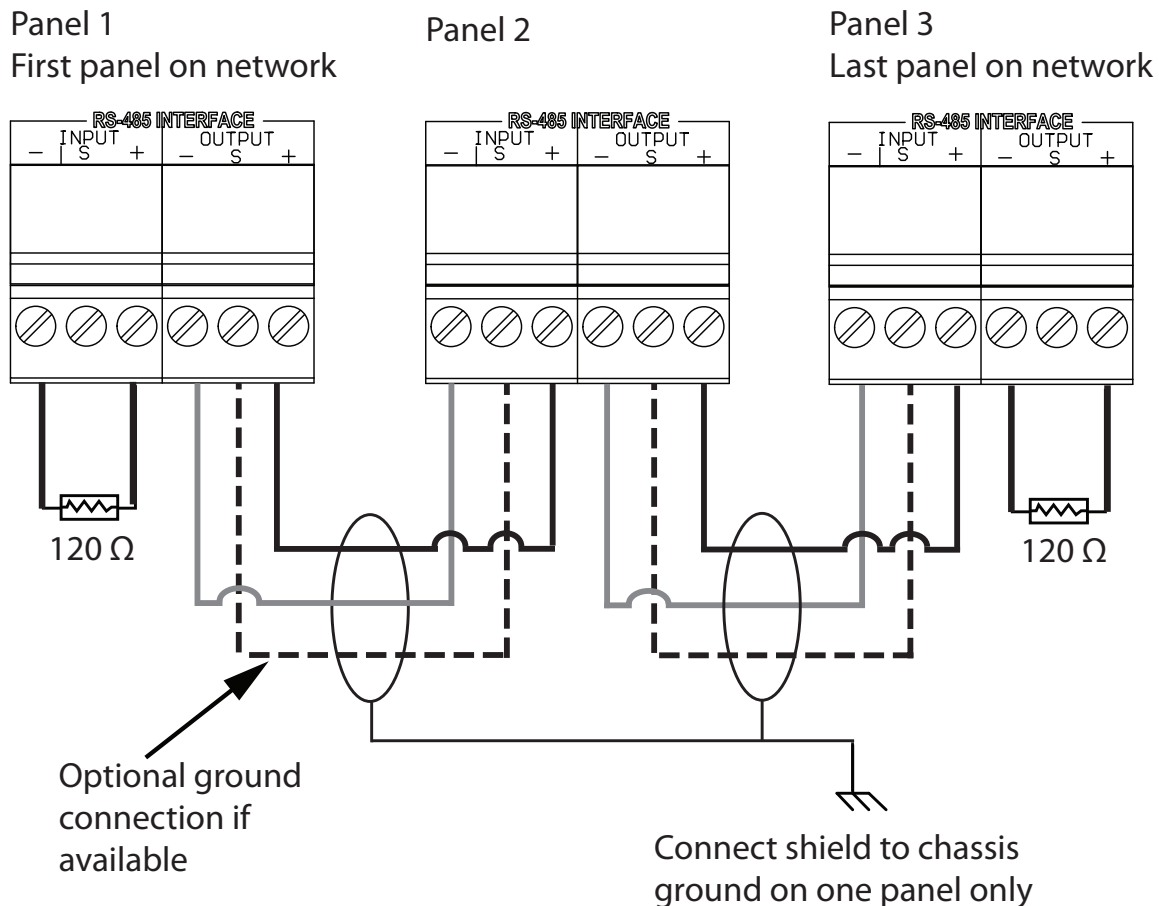 Panel 1
First panel on network
Panel 2
Panel 3
Last panel on network
RS-485 INTERFACE
INPUT OUTPUT
− S + − S +
RS-485 INTERFACE
INPUT OUTPUT
− S + − S +
RS-485 INTERFACE
INPUT OUTPUT
− S + − S +
120 Ω
120 Ω
Optional ground
connection if
available
Connect shield to chassis
ground on one panel only